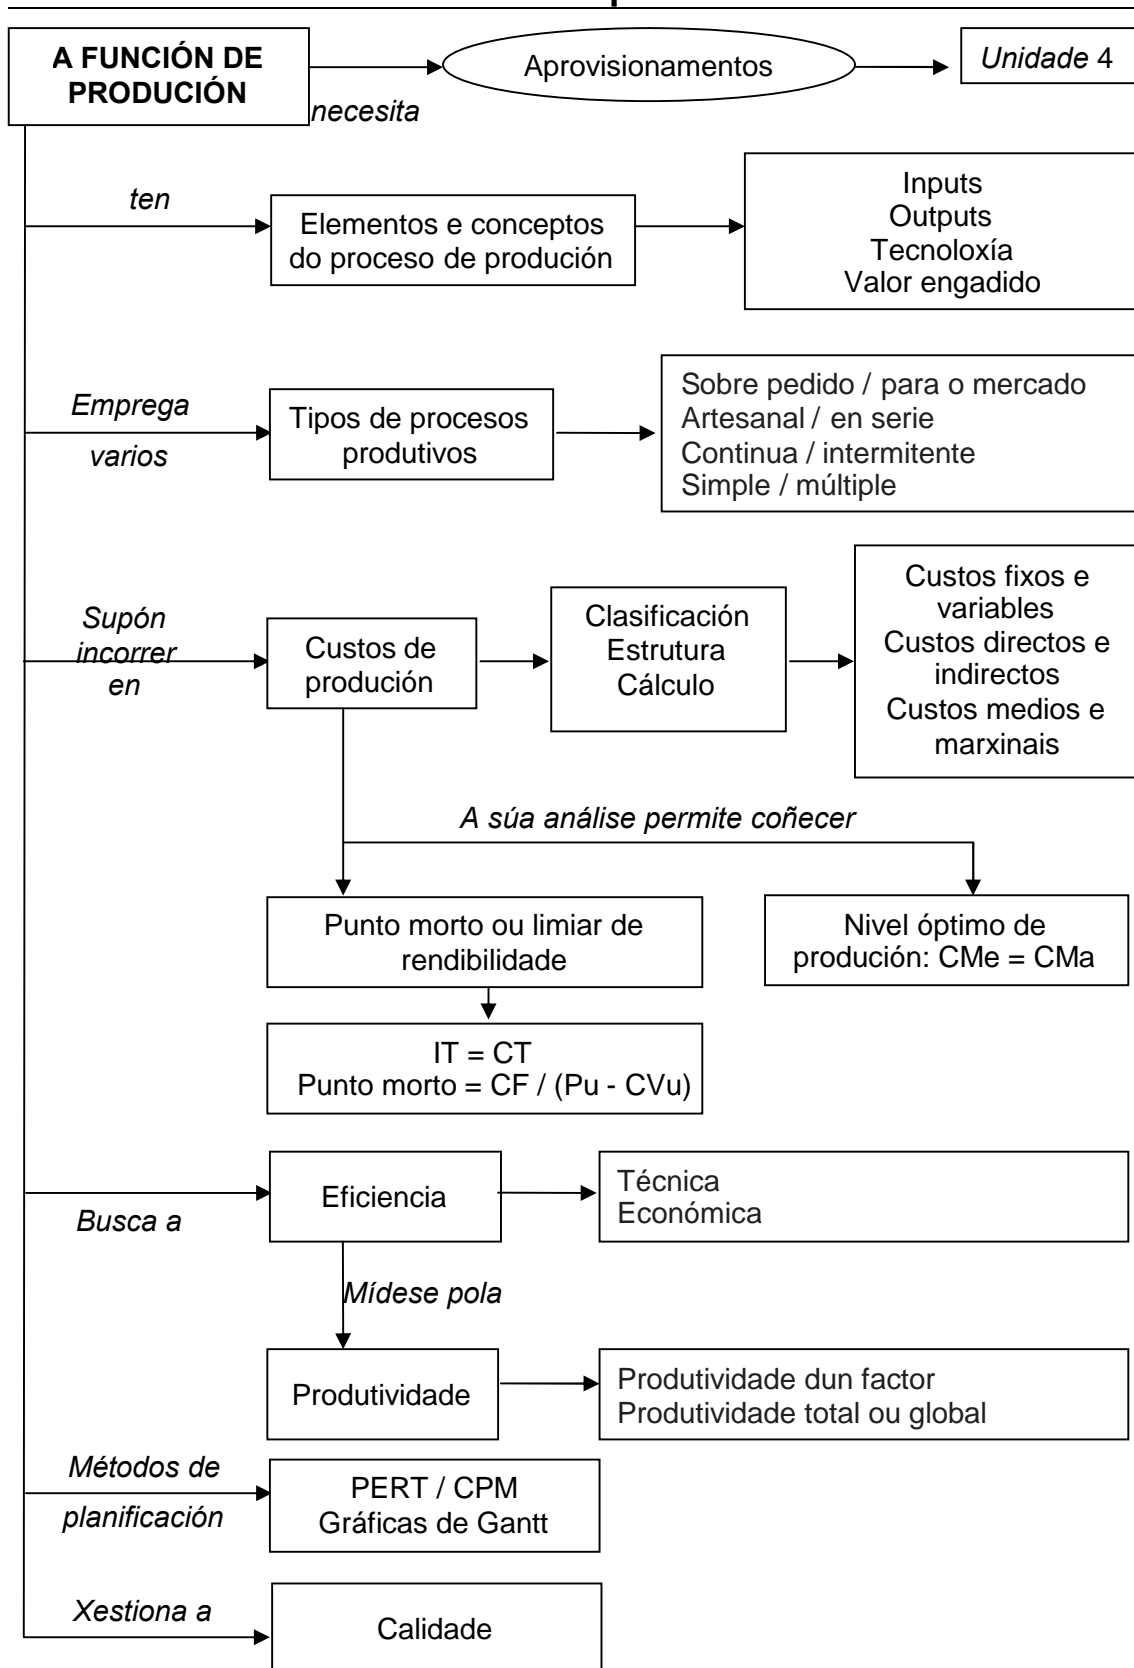 A FUNCIÓN DE
PRODUCIÓN
necesita
Aprovisionamentos
Unidade 4
ten
Elementos e conceptos
do proceso de produción
Inputs
Outputs
Tecnoloxía
Valor engadido
Emprega
varios
Tipos de procesos
produtivos
Sobre pedido / para o mercado
Artesanal / en serie
Continua / intermitente
Simple / múltiple
Supón
incorrer
en
Custos de
produción
Clasificación
Estrutura
Cálculo
Custos fixos e
variables
Custos directos e
indirectos
Custos medios e
marxinais
A súa análise permite coñecer
Punto morto ou limiar de
rendibilidade
Nivel óptimo de
produción: CMe = CMa
IT = CT
Punto morto = CF / (Pu - CVu)
Busca a
Eficiencia
Técnica
Económica
Mídese pola
Produtividade
Produtividade dun factor
Produtividade total ou global
Métodos de
planificación
PERT / CPM
Gráficas de Gantt
Xestiona a
Calidade